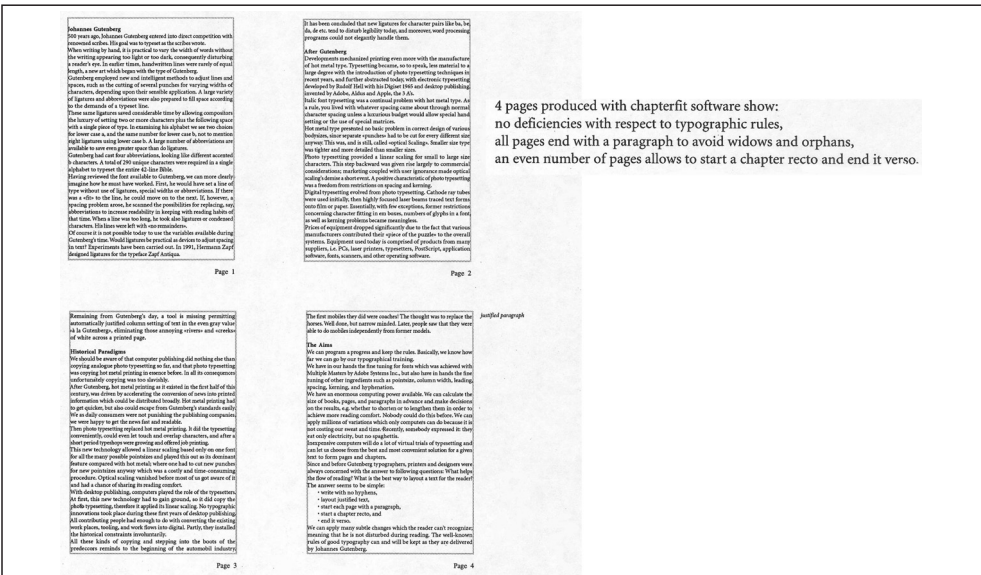 Johannes Gutenberg
500 years ago, Johannes Gutenberg entered into direct competition with
renowned scribes. His goal was to typeset as the scribes wrote.
When writing by hand, it is practical to vary the width of words without
the writing appearing too light or too dark, consequently disturbing
a reader's eye. In earlier times, handwritten lines were rarely of equal
length, a new art which began with the type of Gutenberg.
Gutenberg employed new and intelligent methods to adjust lines and
spaces, such as the cutting of several punches for varying widths of
characters, depending upon their sensible application. A large variety
of ligatures and abbreviations were also prepared to fill space according
to the demands of a typeset line.
These same ligatures saved considerable time by allowing compositors
the luxury of setting two or more characters plus the following space
with a single piece of type. In examining his alphabet we see two choices
for lower case a, and the same number for lower case b, not to mention
eight ligatures using lower case b. A large number of abbreviations are
available to save even greater space than do ligatures.
Gutenberg had cast four abbreviations, looking like different accented
b characters. A total of 290 unique characters were required in a single
alphabet to typeset the entire 42-line Bible.
Having reviewed the font available to Gutenberg, we can more clearly
imagine how he must have worked. First, he would have set a line of
type without use of ligatures, special widths or abbreviations. If there
was a «fit» to the line, he could move on to the next. If, however, a
spacing problem arose, he scanned the possibilities for replacing, say,
abbreviations to increase readability in keeping with reading habits of
that time. When a line was too long, he took also ligatures or condensed
characters. His lines were left with «no remainders».
Of course it is not possible today to use the variables available during
Gutenberg's time. Would ligatures be practical as devices to adjust spacing
in text? Experiments have been carried out. In 1991, Hermann Zapf
designed ligatures for the typeface Zapf Antiqua.
Page 1
It has been concluded that new ligatures for character pairs like ba, be,
da, de etc. tend to disturb legibility today, and moreover, word processing
programs could not elegantly handle them.
After Gutenberg
Developments mechanized printing even more with the manufacture
of hot metal type. Typesetting became, so to speak, less material to a
large degree with the introduction of photo typesetting techniques in
recent years, and further abstracted today, with electronic typesetting
developed by Rudolf Hell with his Digiset 1965 and desktop publishing,
invented by Adobe, Aldus and Apple, the 3 A's.
Italic font typesetting was a continual problem with hot metal type. As
a rule, you lived with whatever spacing came about through normal
character spacing unless a luxurious budget would allow special hand
setting or the use of special matrices.
Hot metal type presented no basic problem in correct design of various
bodysizes, since separate «punches» had to be cut for every different size
anyway. This was, and is still, called «optical Scaling». Smaller size type
was tighter and more detailed than smaller sizes.
Photo typesetting provided a linear scaling for small to large size
characters. This step backward was given rise largely to commercial
considerations; marketing coupled with user ignorance made optical
scaling's demise a short event. A positive characteristic of photo typesetting
was a freedom from restrictions on spacing and kerning.
Digital typesetting evolved from photo typesetting. Cathode ray tubes
were used initially, then highly focused laser beams traced text forms
onto film or paper. Essentially, with few exceptions, former restrictions
concerning character fitting in em boxes, numbers of glyphs in a font,
as well as kerning problems became meaningless.
Prices of equipment dropped significantly due to the fact that various
manufacturers contributed their «piece of the puzzle» to the overall
systems. Equipment used today is comprised of products from many
suppliers, i.e. PCs, laser printers, typesetters, PostScript, application
software, fonts, scanners, and other operating software.
Page 2
4 pages produced with chapterfit software show:
no deficiencies with respect to typographic rules,
all pages end with a paragraph to avoid widows and orphans,
an even number of pages allows to start a chapter recto and end it verso.
Remaining from Gutenberg's day, a tool is missing permitting
automatically justified column setting of text in the even gray value
«à la Gutenberg», eliminating those annoying «rivers» and «creeks»
of white across a printed page.
Historical Paradigms
We should be aware of that computer publishing did nothing else than
copying analogue photo typesetting so far, and that photo typesetting
was copying hot metal printing in essence before. In all its consequences
unfortunately copying was too slavishly.
After Gutenberg, hot metal printing as it existed in the first half of this
century, was driven by accelerating the conversion of news into printed
information which could be distributed broadly. Hot metal printing had
to get quicker, but also could escape from Gutenberg's standards easily.
We as daily consumers were not punishing the publishing companies,
we were happy to get the news fast and readable.
Then photo typesetting replaced hot metal printing. It did the typesetting
conveniently, could even let touch and overlap characters, and after a
short period typeshops were growing and offered job printing.
This new technology allowed a linear scaling based only on one font
for all the many possible pointsizes and played this out as its dominant
feature compared with hot metal; where one had to cut new punches
for new pointsizes anyway which was a costly and time-consuming
procedure. Optical scaling vanished before most of us got aware of it
and had a chance of sharing its reading comfort.
With desktop publishing, computers played the role of the typesetters.
At first, this new technology had to gain ground, so it did copy the
photo typesetting, therefore it applied its linear scaling. No typographic
innovations took place during these first years of desktop publishing.
All contributing people had enough to do with converting the existing
work places, tooling, and work flows into digital. Partly, they installed
the historical constraints involuntarily.
All these kinds of copying and stepping into the boots of the
predeccors reminds to the beginning of the automobil industry:
Page 3
The first mobiles they did were coaches! The thought was to replace the
horses. Well done, but narrow minded. Later, people saw that they were
able to do mobiles independently from former models.
justified paragraph
The Aims
We can program a progress and keep the rules. Basically, we know how
far we can go by our typographical training.
We have in our hands the fine tuning for fonts which was achieved with
Multiple Masters by Adobe Systems Inc., but also have in hands the fine
tuning of other ingredients such as pointsize, column width, leading,
spacing, kerning, and hyphenation.
We have an enormous computing power available. We can calculate the
size of books, pages, and paragraphs in advance and make decisions
on the results, e.g. whether to shorten or to lengthen them in order to
achieve more reading comfort. Nobody could do this before. We can
apply millions of variations which only computers can do because it is
not costing our sweat and time. Recently, somebody expressed it: they
eat only electricity, but no spaghettis.
Inexpensive computers will do a lot of virtual trials of typesetting and
can let us choose from the best and most convenient solution for a given
text to form pages and chapters.
Since and before Gutenberg typographers, printers and designers were
always concerned with the answer to following questions: What helps
the flow of reading? What is the best way to layout a text for the reader?
The answer seems to be simple:
• write with no hyphens,
• layout justified text,
• start each page with a paragraph,
• start a chapter recto, and
• end it verso.
We can apply many subtle changes which the reader can't recognize;
meaning that he is not disturbed during reading. The well-known
rules of good typography can and will be kept as they are delivered
by Johannes Gutenberg.
Page 4